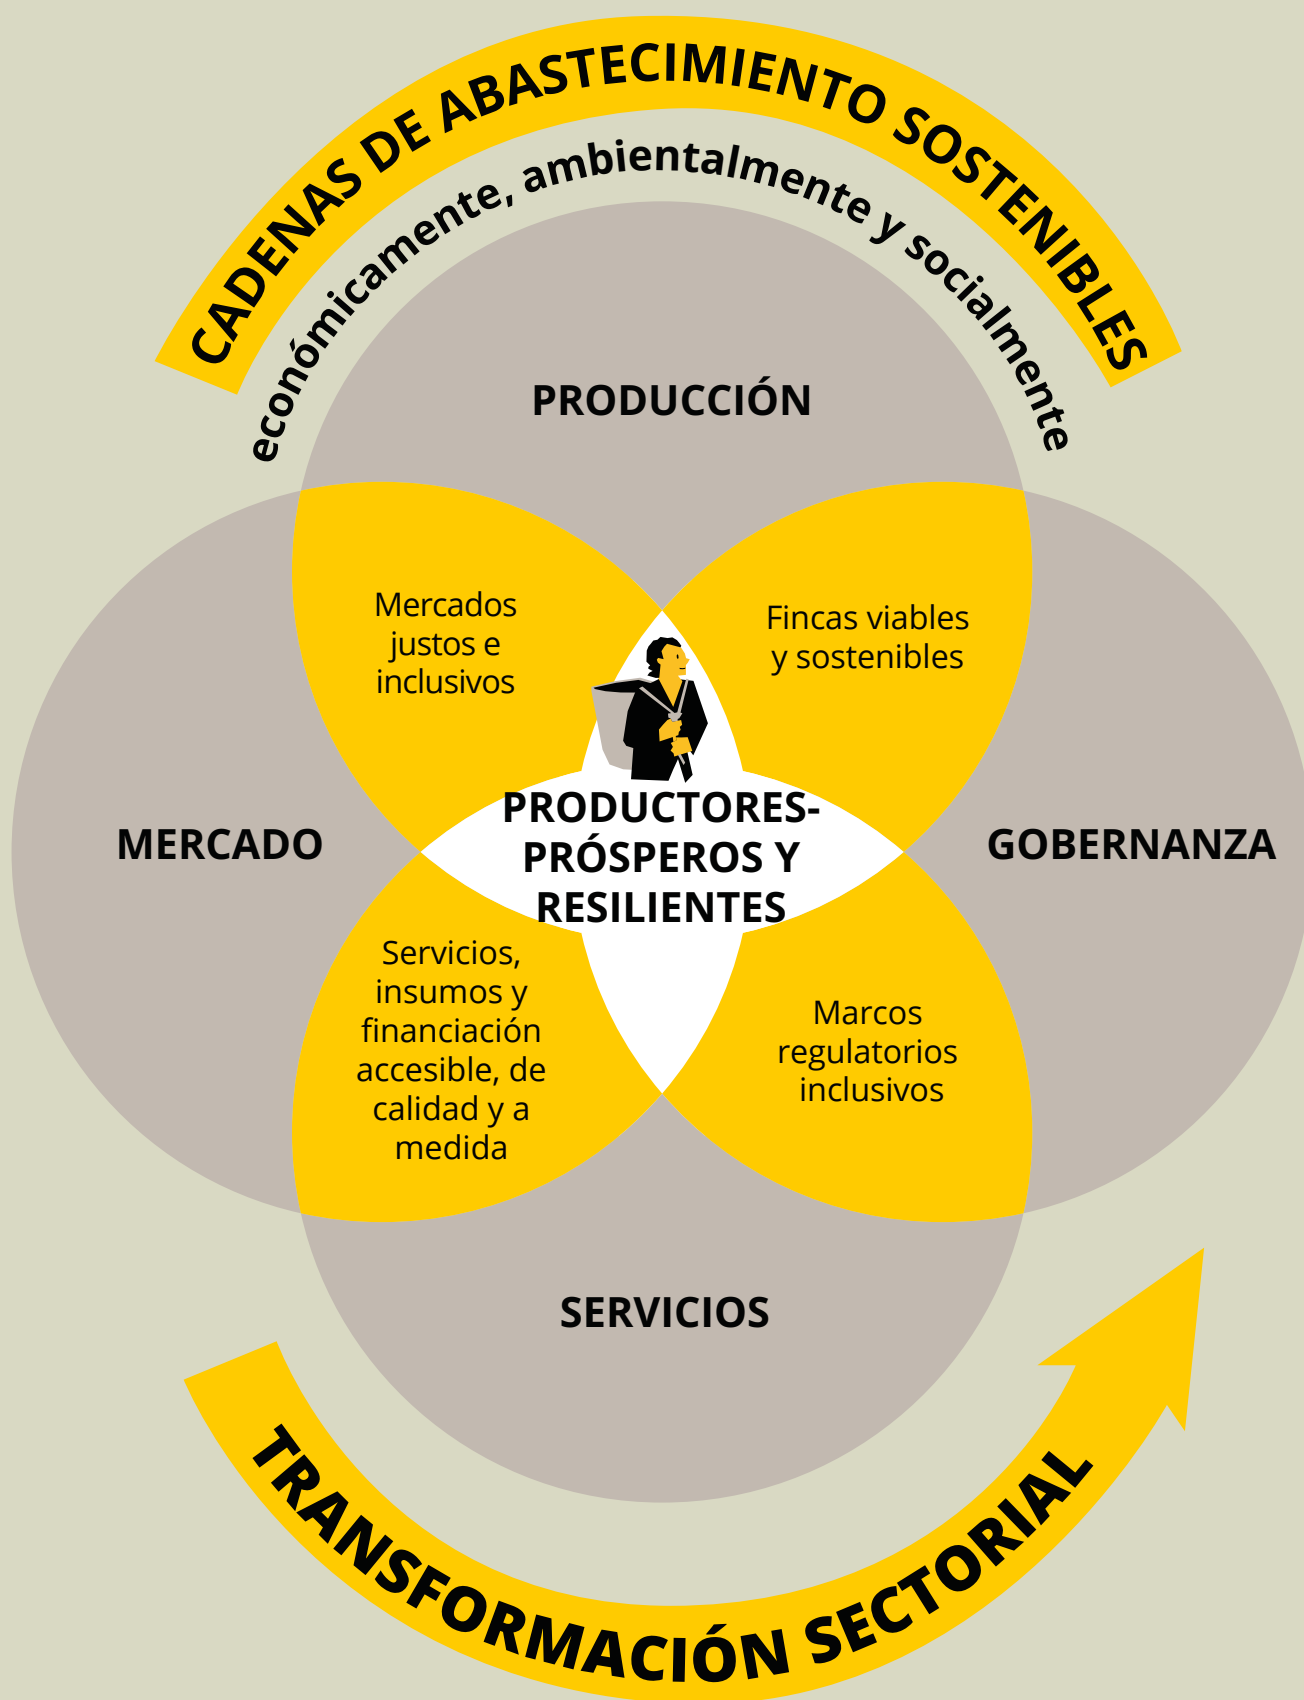 CADENAS DE ABASTECIMIENTO SOSTENIBLES
económicamente, ambientalmente y socialmente
PRODUCCIÓN
Mercados
justos e
inclusivos
Fincas viables
y sostenibles
MERCADO
PRODUCTORES-
PRÓSPEROS Y
RESILIENTES
GOBERNANZA
Servicios,
insumos y
financiación
accesible, de
calidad y a
medida
Marcos
regulatorios
inclusivos
SERVICIOS
TRANSFORMACIÓN SECTORIAL